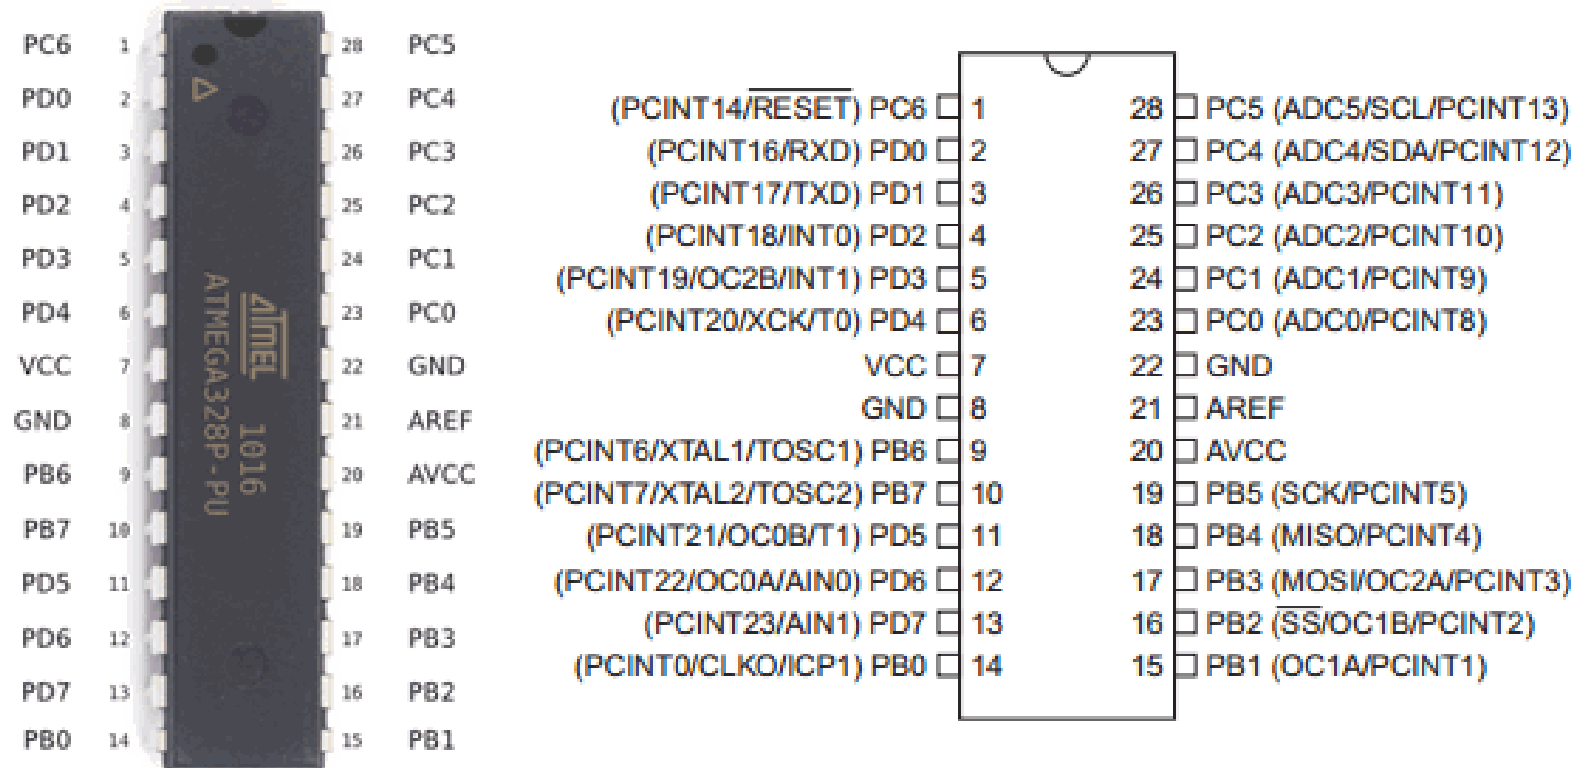 PC6 1 28 PC5
PD0 2 27 PC4
PD1 3 26 PC3
PD2 4 25 PC2
PD3 5 24 PC1
PD4 6 23 PC0
VCC 7 22 GND
GND 8 21 AREF
PB6 9 20 AVCC
PB7 10 19 PB5
PD5 11 18 PB4
PD6 12 17 PB3
PD7 13 16 PB2
PB0 14 15 PB1
ATMEL
ATMEGA328P-PU
1016
(PCINT14/RESET) PC6 1 28 PC5 (ADC5/SCL/PCINT13)
(PCINT16/RXD) PD0 2 27 PC4 (ADC4/SDA/PCINT12)
(PCINT17/TXD) PD1 3 26 PC3 (ADC3/PCINT11)
(PCINT18/INT0) PD2 4 25 PC2 (ADC2/PCINT10)
(PCINT19/OC2B/INT1) PD3 5 24 PC1 (ADC1/PCINT9)
(PCINT20/XCK/T0) PD4 6 23 PC0 (ADC0/PCINT8)
VCC 7 22 GND
GND 8 21 AREF
(PCINT6/XTAL1/TOSC1) PB6 9 20 AVCC
(PCINT7/XTAL2/TOSC2) PB7 10 19 PB5 (SCK/PCINT5)
(PCINT21/OC0B/T1) PD5 11 18 PB4 (MISO/PCINT4)
(PCINT22/OC0A/AIN0) PD6 12 17 PB3 (MOSI/OC2A/PCINT3)
(PCINT23/AIN1) PD7 13 16 PB2 (SS/OC1B/PCINT2)
(PCINT0/CLKO/ICP1) PB0 14 15 PB1 (OC1A/PCINT1)